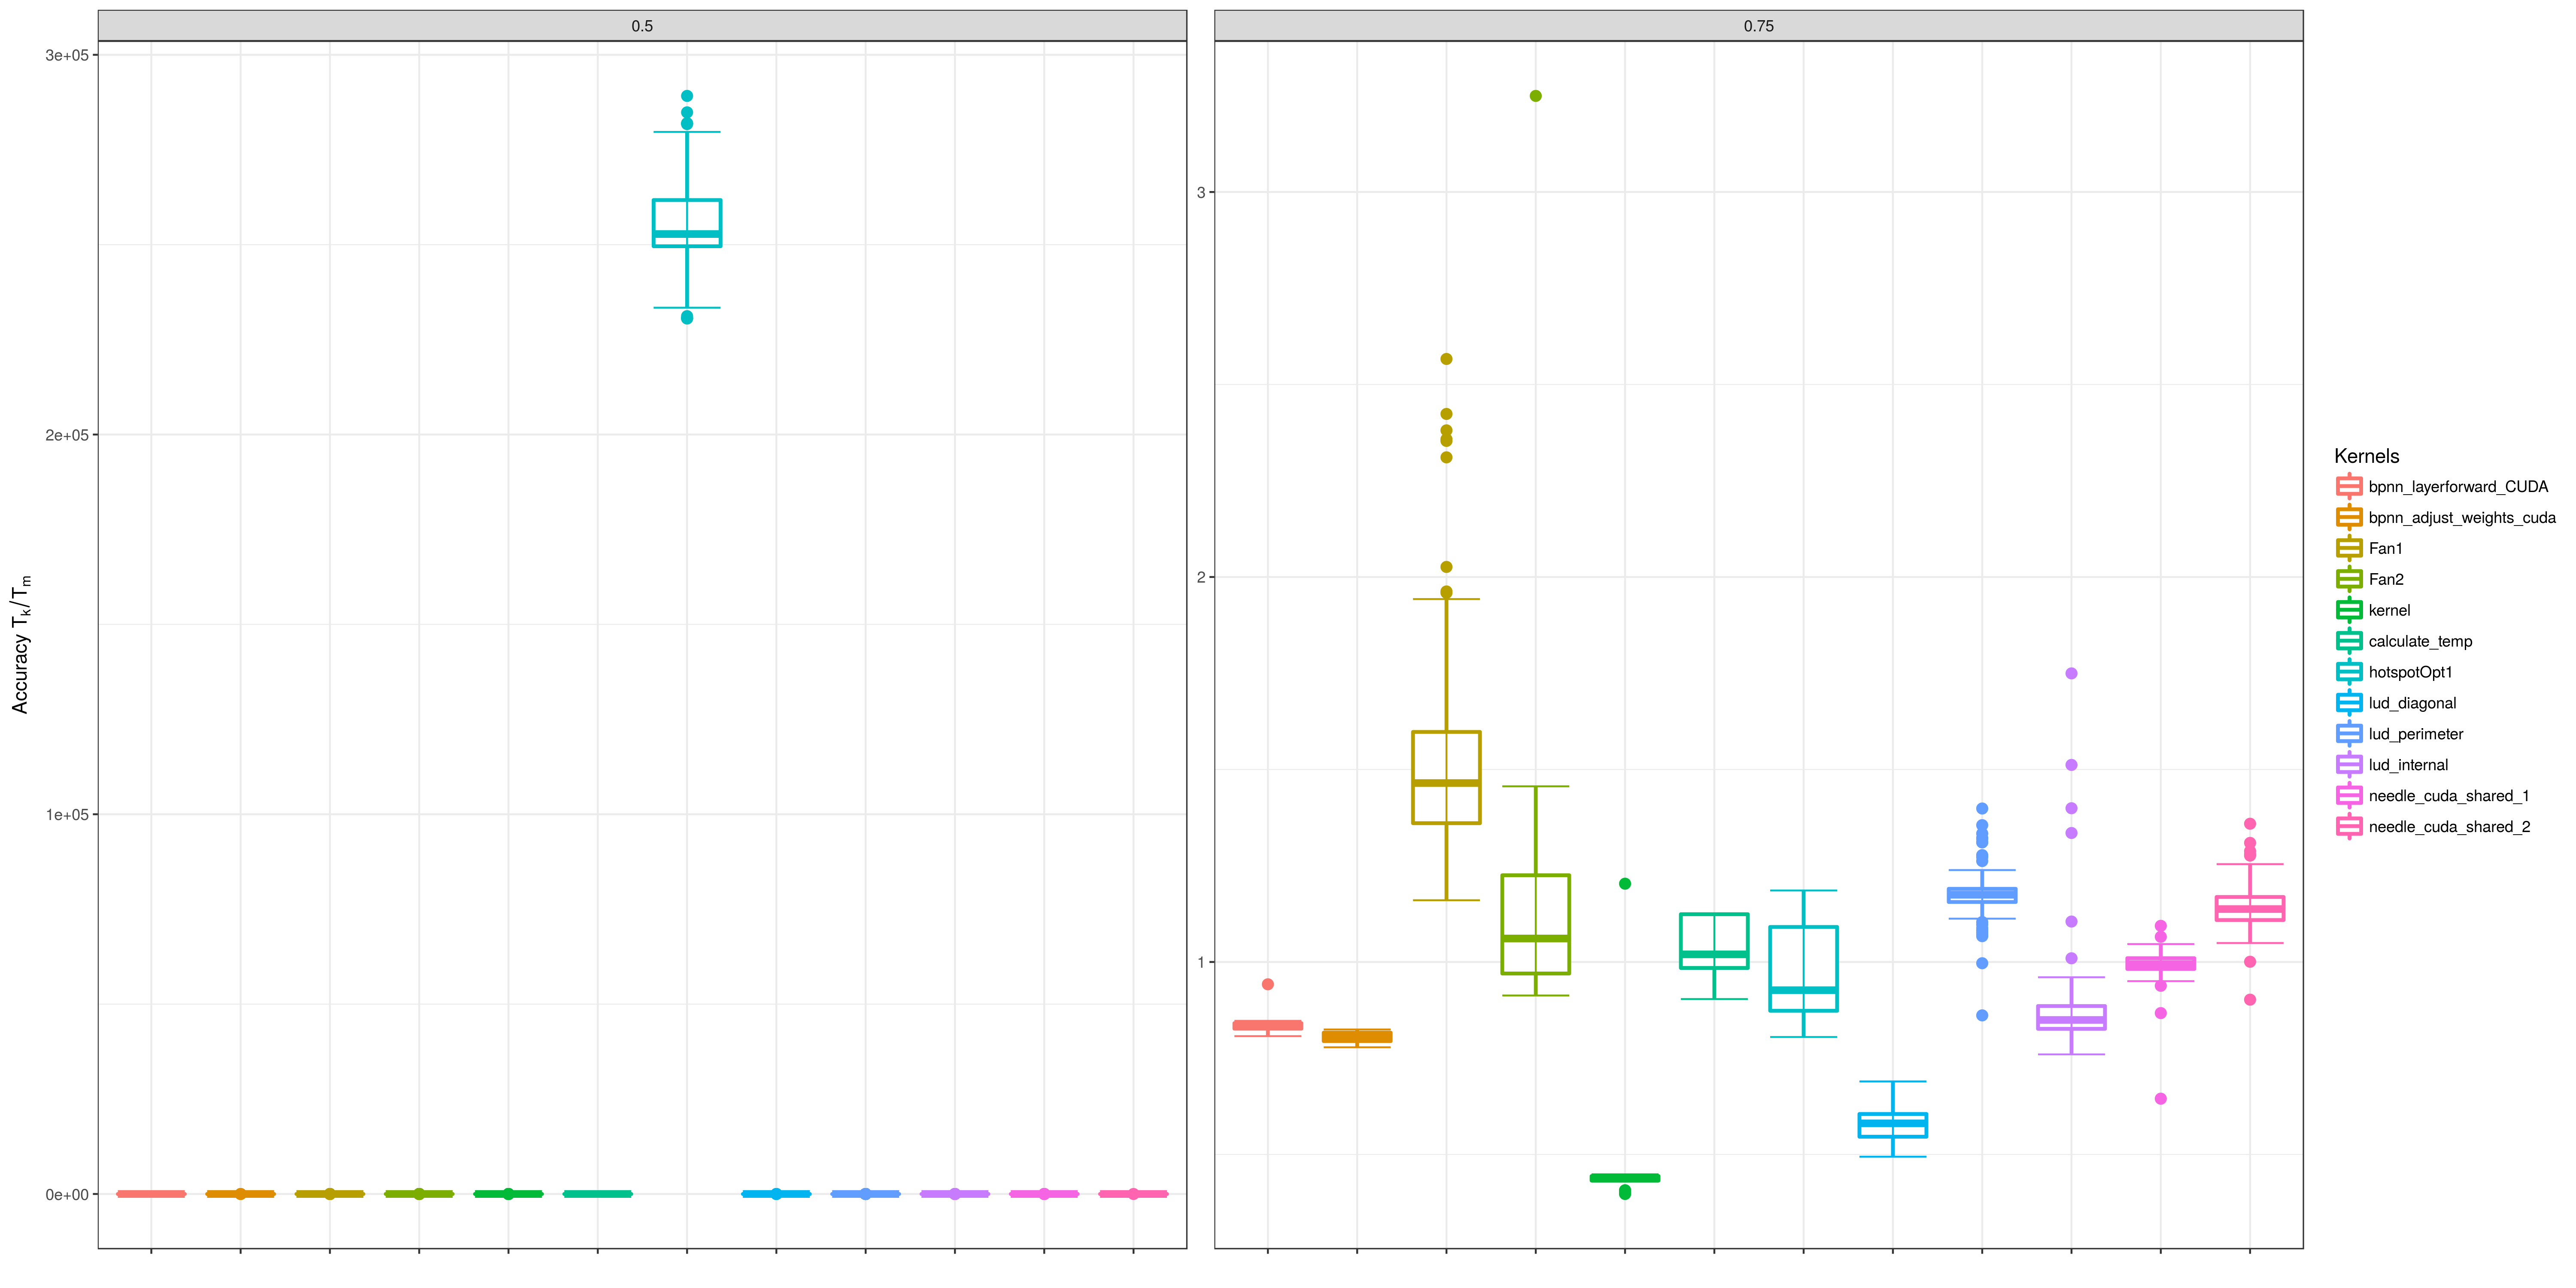 0.5
0.75
3e+05
2e+05
1e+05
0e+00
3
2
1
Accuracy Tk/Tm
Kernels
bpnn_layerforward_CUDA
bpnn_adjust_weights_cuda
Fan1
Fan2
kernel
calculate_temp
hotspotOpt1
lud_diagonal
lud_perimeter
lud_internal
needle_cuda_shared_1
needle_cuda_shared_2